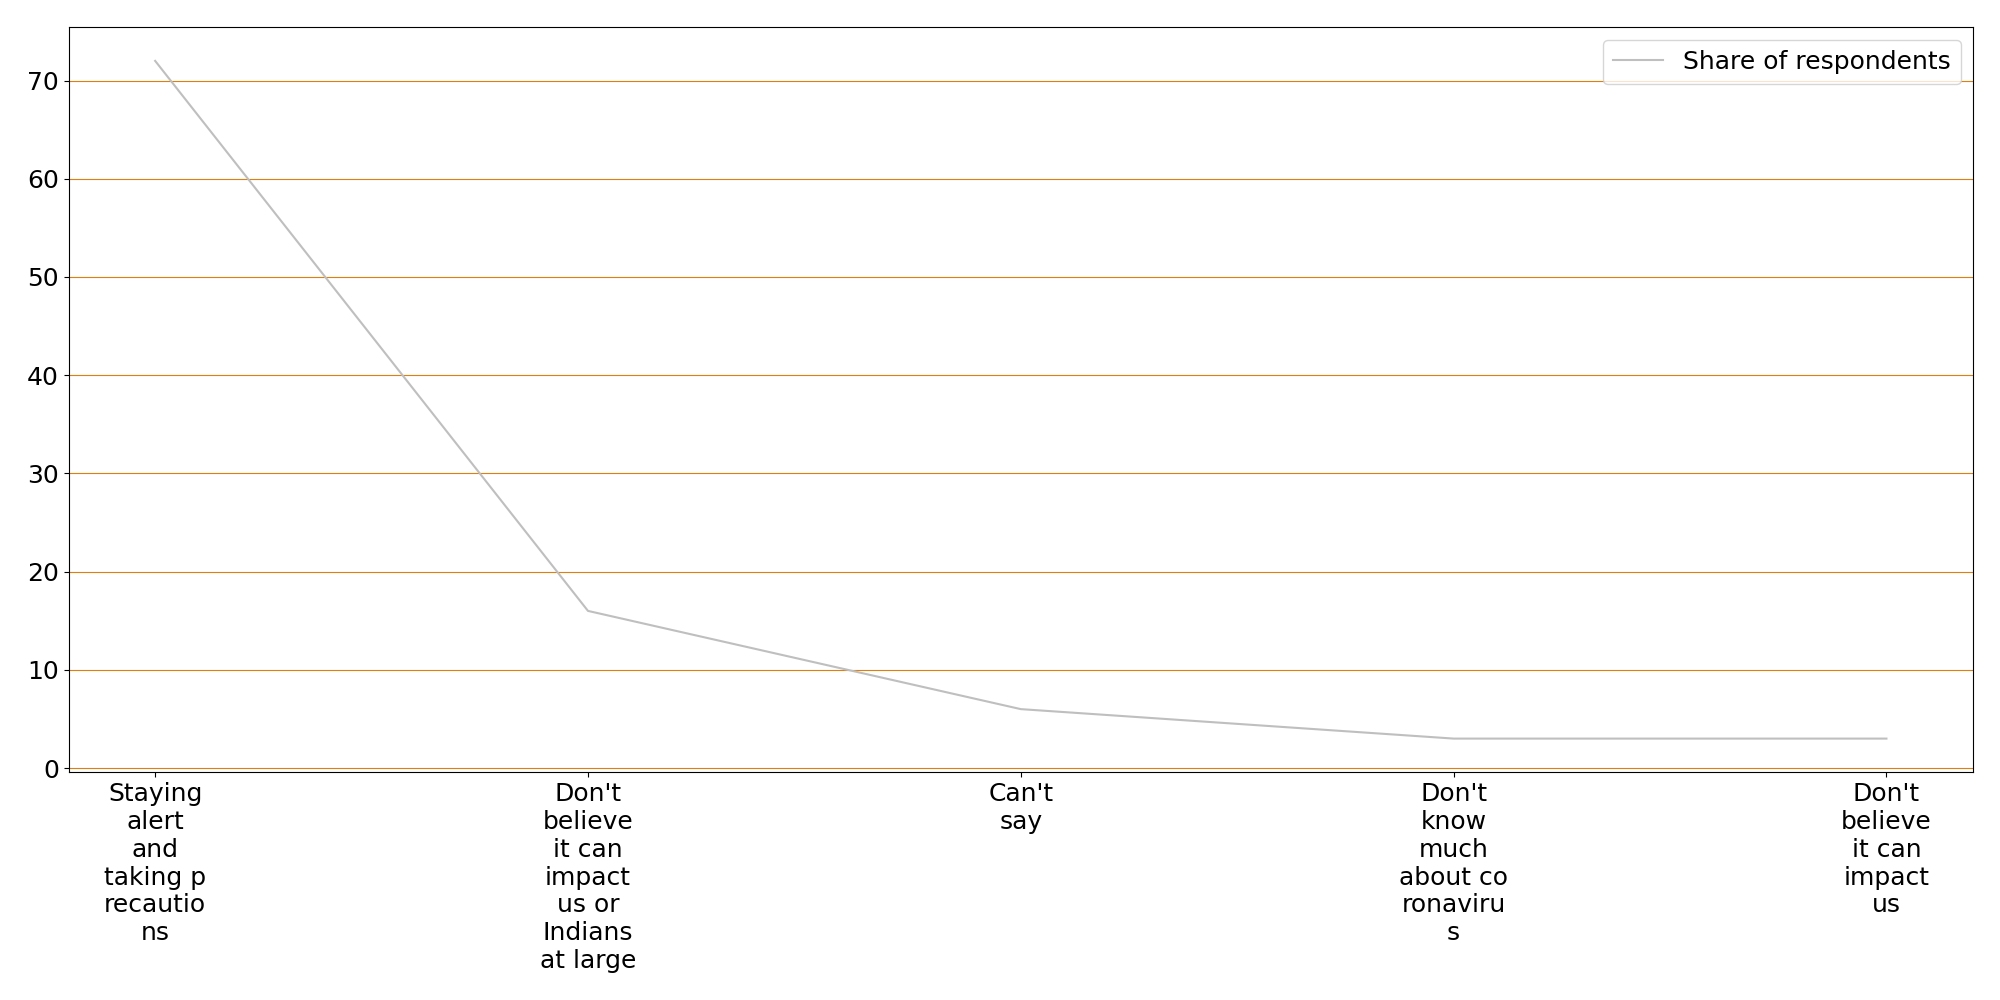 Share of respondents
70
60
50
40
30
20
10
0
Staying
alert
and
taking p
recautio
ns
Don't
believe
it can
impact
us or
Indians
at large
Can't
say
Don't
know
much
about co
ronaviru
s
Don't
believe
it can
impact
us